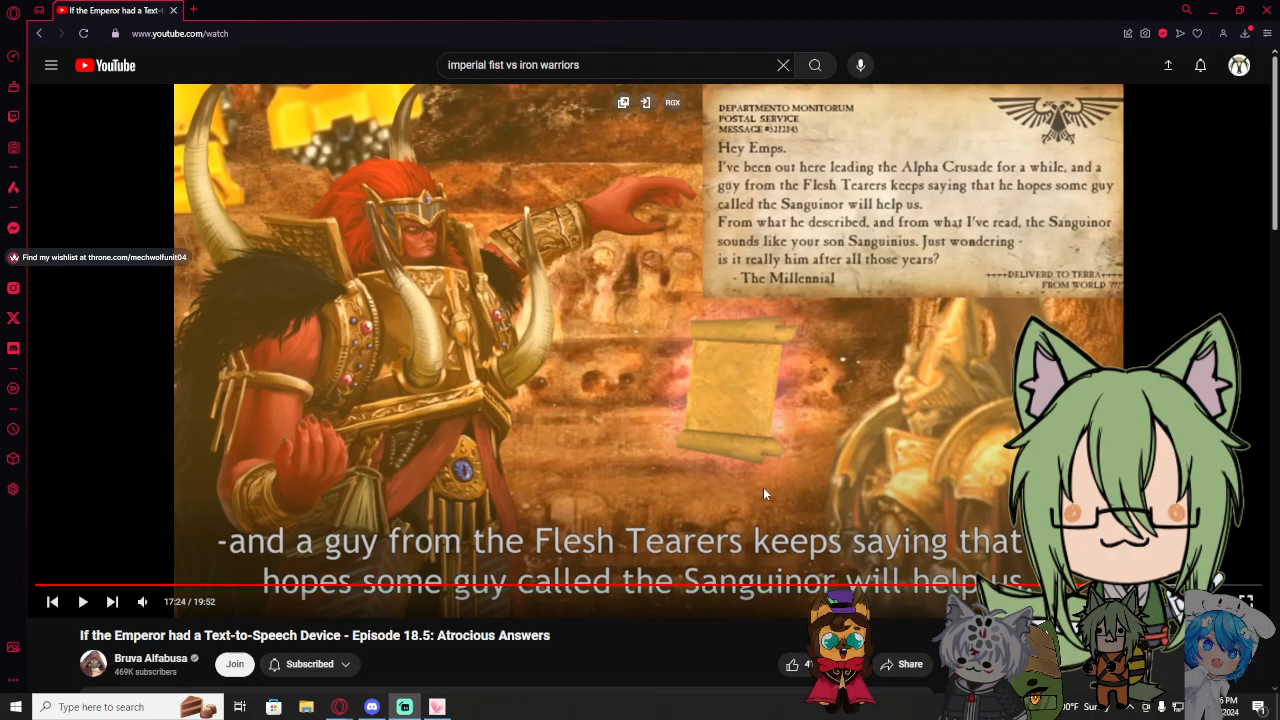 If the Emperor had a Text-to-
www.youtube.com/watch
YouTube
imperial fist vs iron warriors
RGX
DEPARTMENTO MONITORUM
POSTAL SERVICE
Hey Emps.
I've been out here leading the Alpha Crusade for a while, and a
guy from the Flesh Tearers keeps saying that he hopes some guy
called the Sanguinor will help us.
From what he described, and from what I've read, the Sanguinor
sounds like your son Sanguinius. Just wondering -
is it really him after all those years?
- The Millennial
++++DELIVERD TO TERRA++++
FROM WORLD ???
Find my wishlist at throne.com/mechwolfunit04
-and a guy from the Flesh Tearers keeps saying that
hopes some guy called the Sanguinor will help us.
17:24 / 19:52
If the Emperor had a Text-to-Speech Device - Episode 18.5: Atrocious Answers
Bruva Alfabusa
469K subscribers
Join
Subscribed
Share
Type here to search